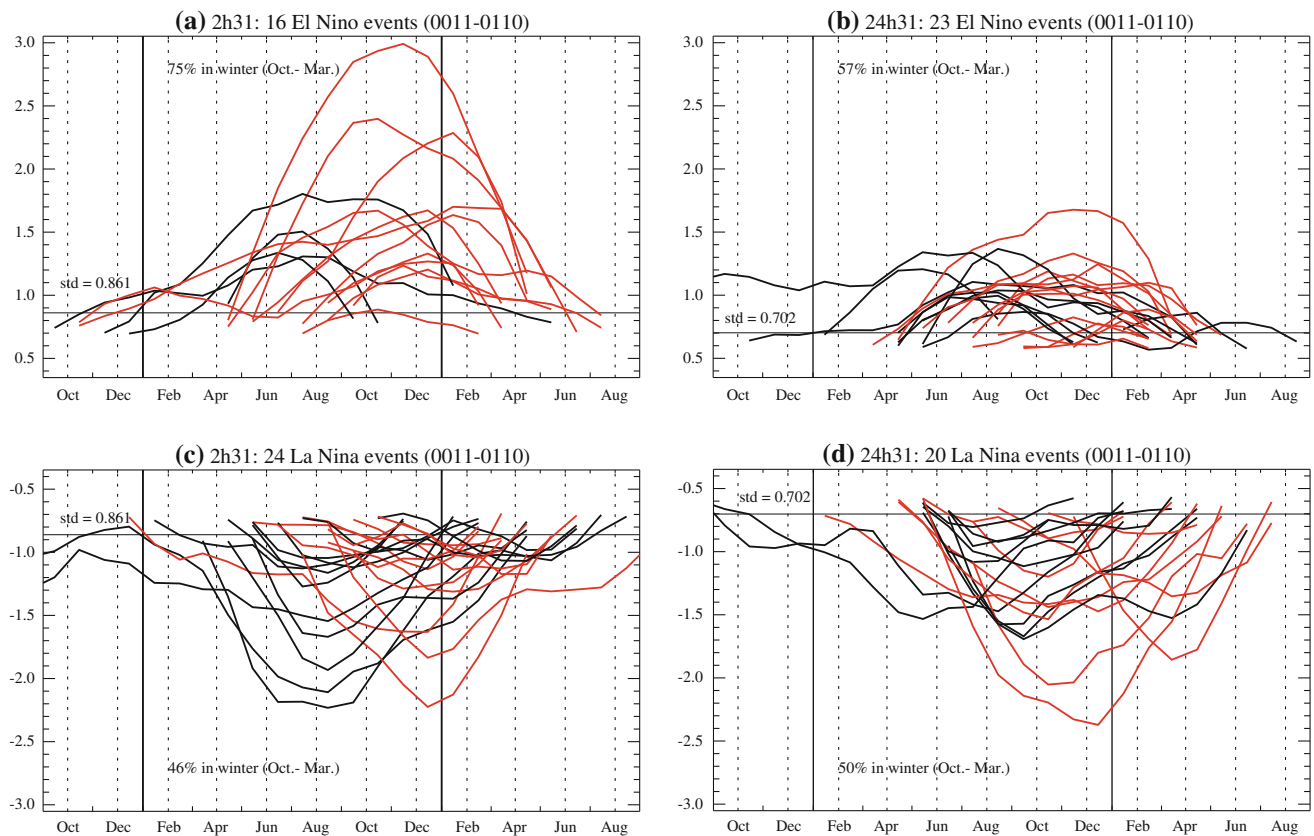 (a) 2h31: 16 El Nino events (0011-0110)
3.0
75% in winter (Oct.- Mar.)
2.5
2.0
1.5
std = 0.861
1.0
0.5
Oct Dec Feb Apr Jun Aug Oct Dec Feb Apr Jun Aug
(b) 24h31: 23 El Nino events (0011-0110)
3.0
57% in winter (Oct.- Mar.)
2.5
2.0
1.5
1.0
std = 0.702
0.5
Oct Dec Feb Apr Jun Aug Oct Dec Feb Apr Jun Aug
(c) 2h31: 24 La Nina events (0011-0110)
-0.5
std = 0.861
-1.0
-1.5
-2.0
-2.5
46% in winter (Oct.- Mar.)
-3.0
Oct Dec Feb Apr Jun Aug Oct Dec Feb Apr Jun Aug
(d) 24h31: 20 La Nina events (0011-0110)
-0.5
std = 0.702
-1.0
-1.5
-2.0
-2.5
50% in winter (Oct.- Mar.)
-3.0
Oct Dec Feb Apr Jun Aug Oct Dec Feb Apr Jun Aug